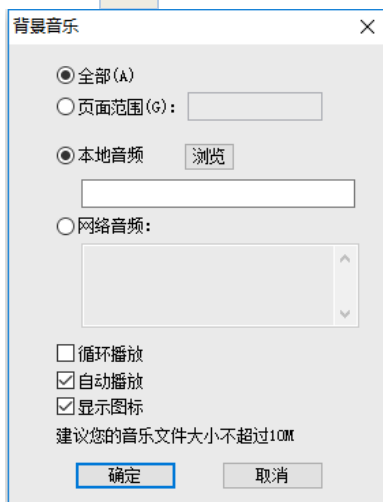 背景音乐
全部(A)
页面范围(G):
本地音频 浏览
网络音频:
循环播放
自动播放
显示图标
建议您的音乐文件大小不超过10M
确定 取消